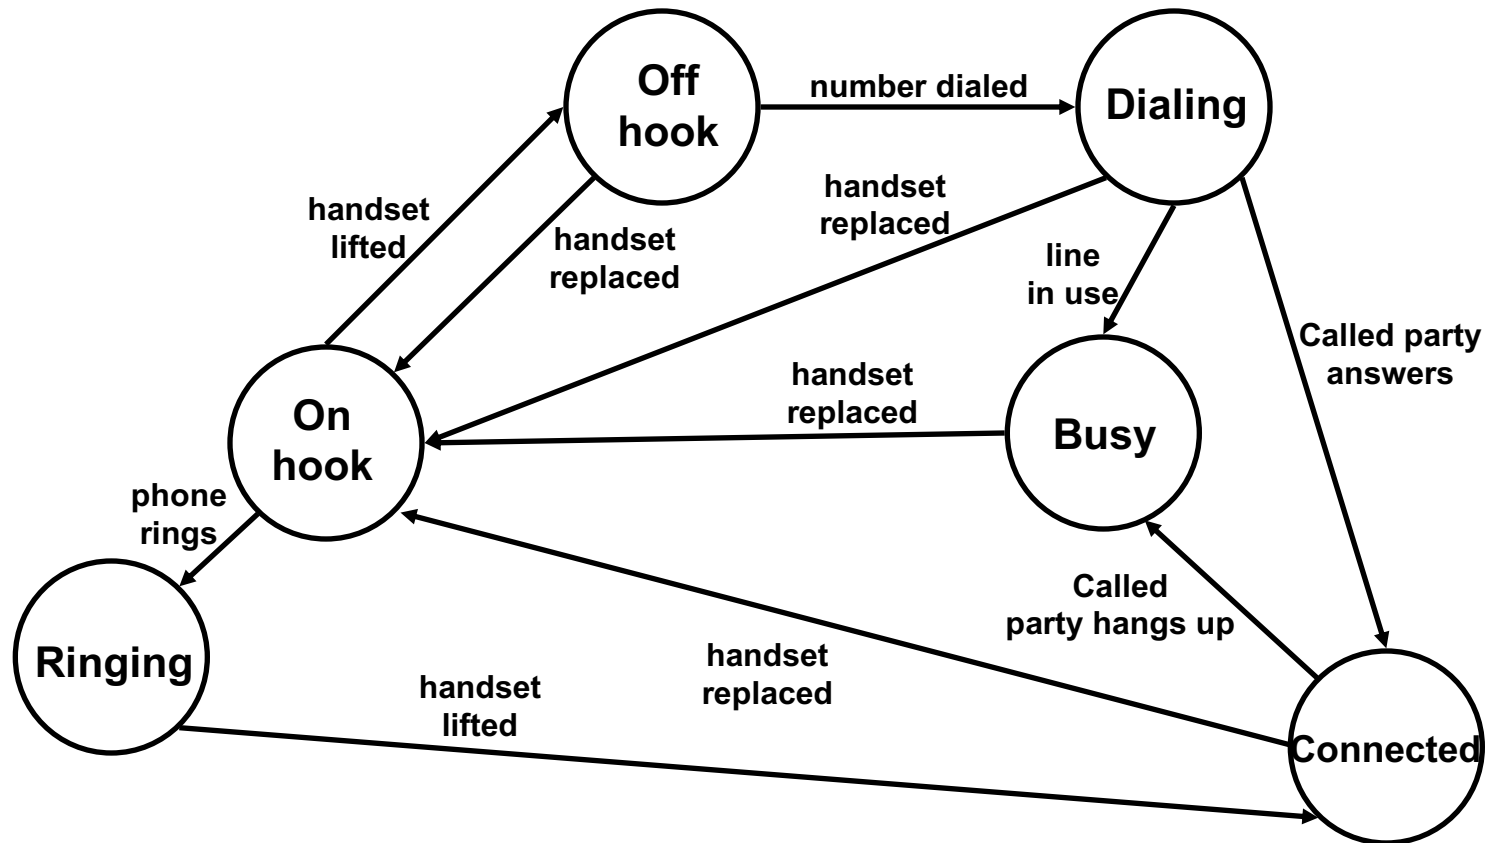 Off
hook
number dialed
Dialing
handset
lifted
handset
replaced
handset
replaced
line
in use
Called party
answers
On
hook
handset
replaced
Busy
phone
rings
Called
party hangs up
Ringing
handset
lifted
handset
replaced
Connected